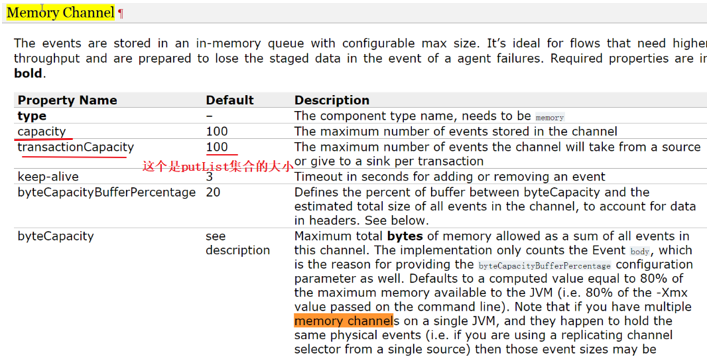 Memory Channel ¶
The events are stored in an in-memory queue with configurable max size. It's ideal for flows that need higher
throughput and are prepared to lose the staged data in the event of a agent failures. Required properties are in
bold.
Property Name Default Description
type – The component type name, needs to be memory
capacity 100 The maximum number of events stored in the channel
transactionCapacity 100 The maximum number of events the channel will take from a source
or give to a sink per transaction
这个是putList集合的大小
keep-alive 3 Timeout in seconds for adding or removing an event
byteCapacityBufferPercentage 20 Defines the percent of buffer between byteCapacity and the
estimated total size of all events in the channel, to account for data
in headers. See below.
byteCapacity see Maximum total bytes of memory allowed as a sum of all events in
description this channel. The implementation only counts the Event body, which
is the reason for providing the byteCapacityBufferPercentage configuration
parameter as well. Defaults to a computed value equal to 80% of
the maximum memory available to the JVM (i.e. 80% of the -Xmx
value passed on the command line). Note that if you have multiple
memory channels on a single JVM, and they happen to hold the
same physical events (i.e. if you are using a replicating channel
selector from a single source) then those event sizes may be